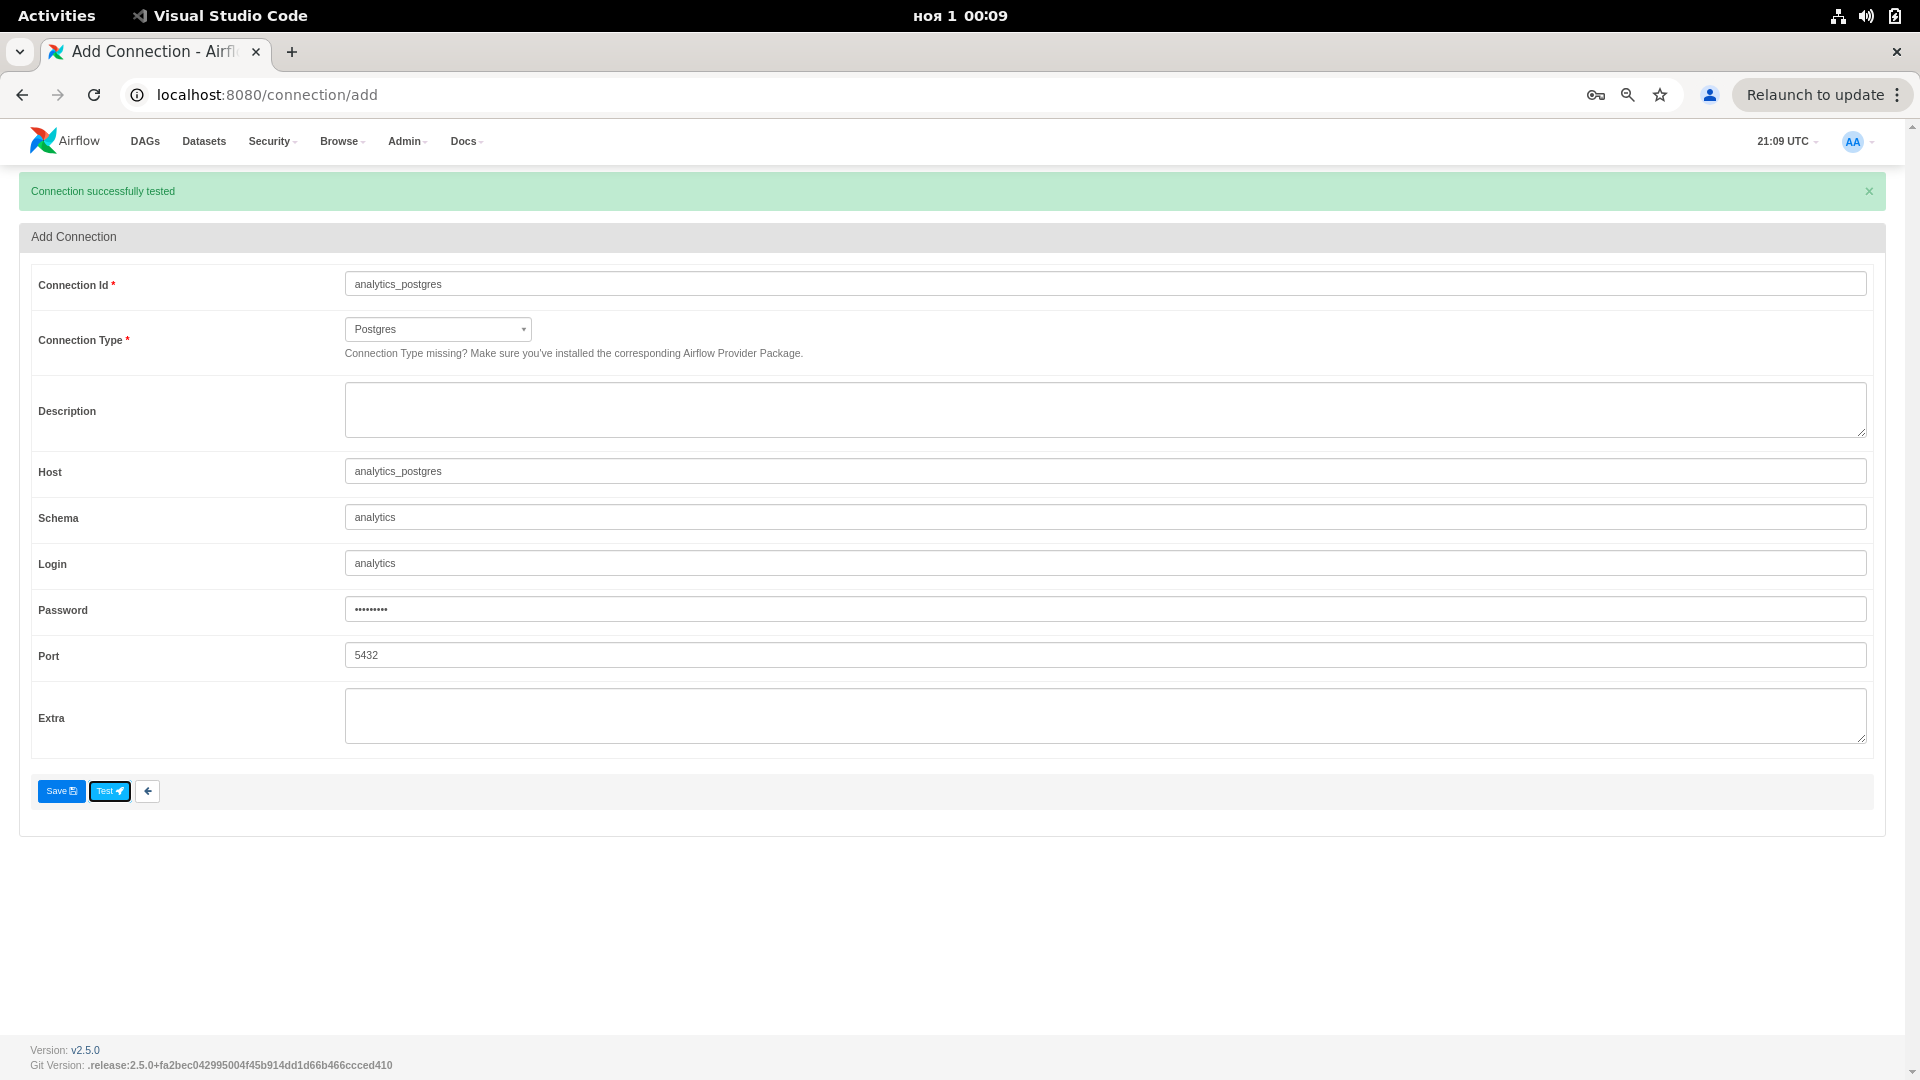 Activities Visual Studio Code ноя 1 00:09
Add Connection - Airfl
localhost:8080/connection/add Relaunch to update
Airflow DAGs Datasets Security Browse Admin Docs 21:09 UTC AA
Connection successfully tested ×
Add Connection
Connection Id * analytics_postgres
Connection Type * Postgres
Connection Type missing? Make sure you've installed the corresponding Airflow Provider Package.
Description
Host analytics_postgres
Schema analytics
Login analytics
Password •••••••••
Port 5432
Extra
Save Test
Version: v2.5.0
Git Version: .release:2.5.0+fa2bec042995004f45b914dd1d66b466ccced410